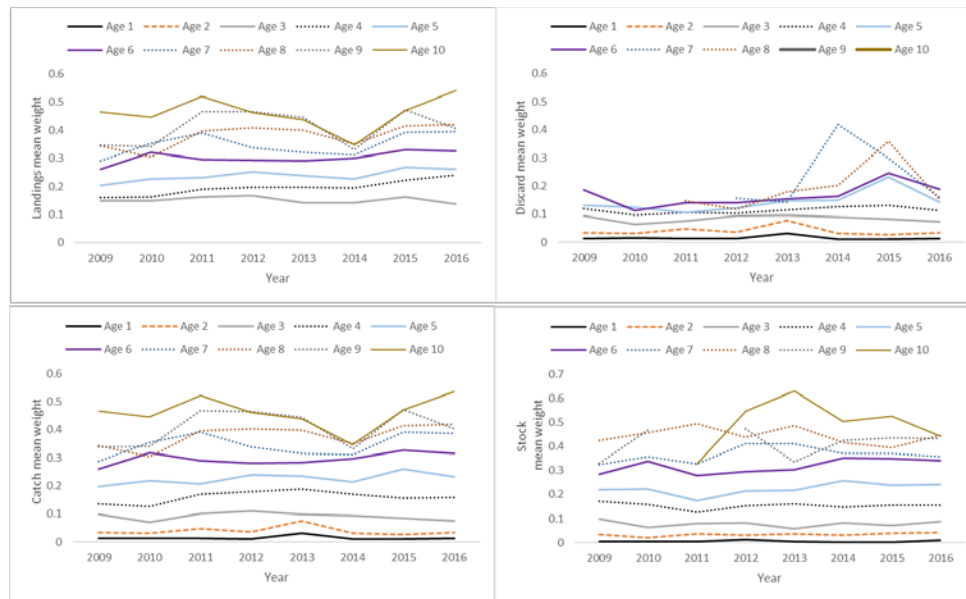 Age 1 Age 2 Age 3 Age 4 Age 5
Age 6 Age 7 Age 8 Age 9 Age 10
0.6
0.5
0.4
0.3
0.2
0.1
0
Landings mean weight
2009 2010 2011 2012 2013 2014 2015 2016
Year
Age 1 Age 2 Age 3 Age 4 Age 5
Age 6 Age 7 Age 8 Age 9 Age 10
0.6
0.5
0.4
0.3
0.2
0.1
0
Discard mean weight
2009 2010 2011 2012 2013 2014 2015 2016
Year
Age 1 Age 2 Age 3 Age 4 Age 5
Age 6 Age 7 Age 8 Age 9 Age 10
0.6
0.5
0.4
0.3
0.2
0.1
0
Catch mean weight
2009 2010 2011 2012 2013 2014 2015 2016
Year
Age 1 Age 2 Age 3 Age 4 Age 5
Age 6 Age 7 Age 8 Age 9 Age 10
0.7
0.6
0.5
0.4
0.3
0.2
0.1
0
Stock
mean weight
2009 2010 2011 2012 2013 2014 2015 2016
Year